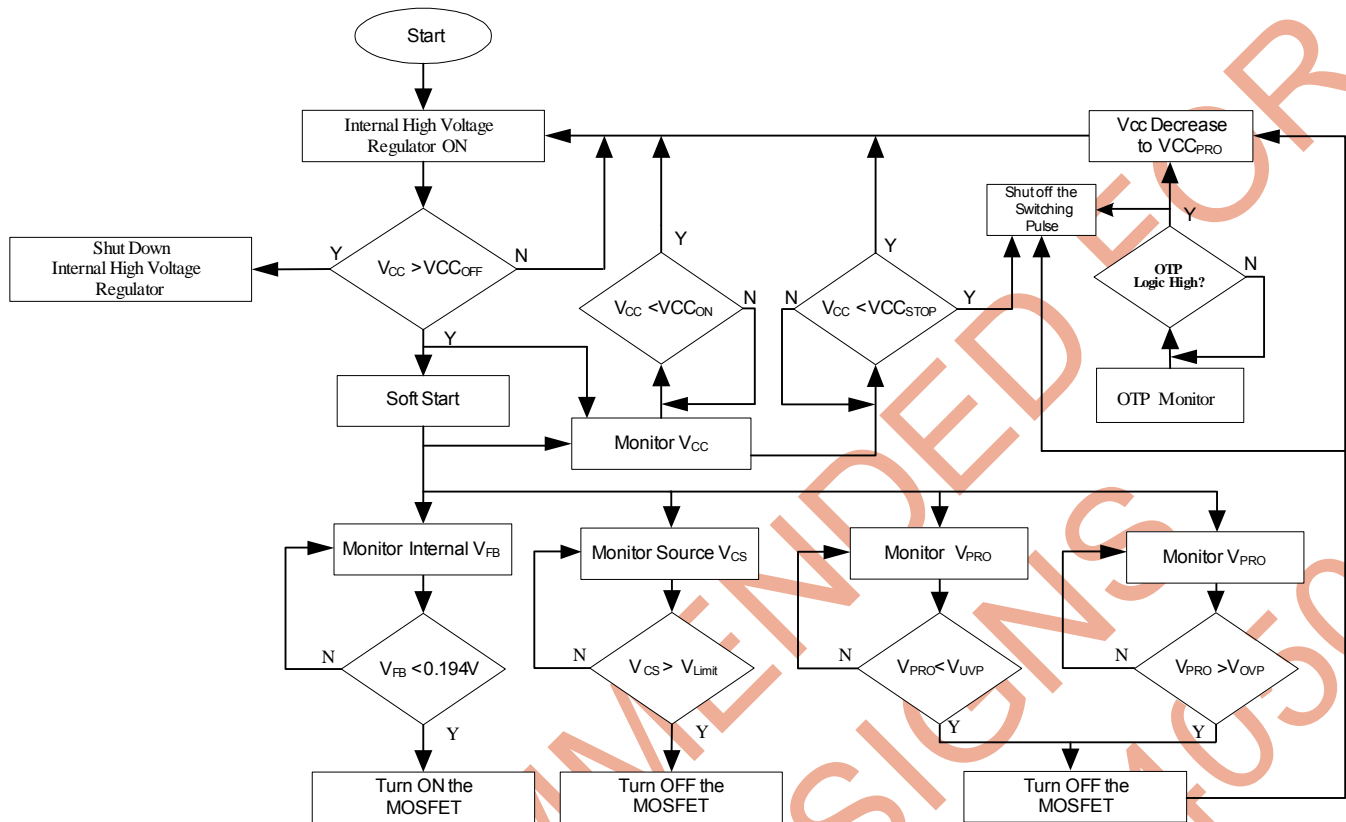 Start
Internal High Voltage
Regulator ON
Vcc Decrease
to VCCPRO
Shut off the
Switching
Pulse
Y
Shut Down
Internal High Voltage
Regulator
Y
VCC >VCCOFF
N
Y
VCC <VCCON
N
Y
N
VCC <VCCSTOP
Y
OTP
Logic High?
N
Y
Soft Start
Monitor VCC
OTP Monitor
Monitor Internal VFB
Monitor Source VCS
Monitor VPRO
Monitor VPRO
N
VFB <0.194V
Y
N
VCS > VLimit
Y
N
VPRO< VUVP
Y
N
VPRO >VOVP
Y
Turn ON the
MOSFET
Turn OFF the
MOSFET
Turn OFF the
MOSFET
MMENDED FOR
SIGNS